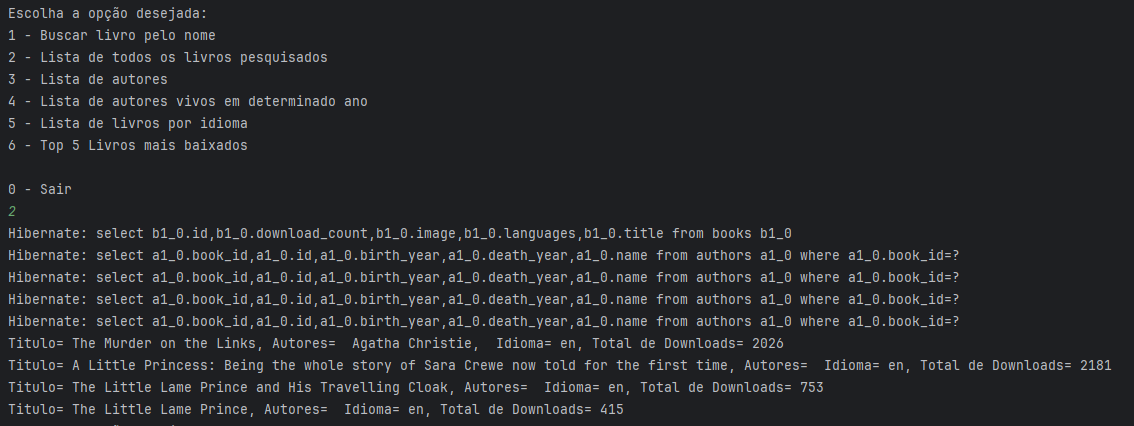 Escolha a opção desejada:
1 - Buscar livro pelo nome
2 - Lista de todos os livros pesquisados
3 - Lista de autores
4 - Lista de autores vivos em determinado ano
5 - Lista de livros por idioma
6 - Top 5 Livros mais baixados
0 - Sair
2
Hibernate: select b1_0.id,b1_0.download_count,b1_0.image,b1_0.languages,b1_0.title from books b1_0
Hibernate: select a1_0.book_id,a1_0.id,a1_0.birth_year,a1_0.death_year,a1_0.name from authors a1_0 where a1_0.book_id=?
Hibernate: select a1_0.book_id,a1_0.id,a1_0.birth_year,a1_0.death_year,a1_0.name from authors a1_0 where a1_0.book_id=?
Hibernate: select a1_0.book_id,a1_0.id,a1_0.birth_year,a1_0.death_year,a1_0.name from authors a1_0 where a1_0.book_id=?
Hibernate: select a1_0.book_id,a1_0.id,a1_0.birth_year,a1_0.death_year,a1_0.name from authors a1_0 where a1_0.book_id=?
Titulo= The Murder on the Links, Autores=  Agatha Christie,  Idioma= en, Total de Downloads= 2026
Titulo= A Little Princess: Being the whole story of Sara Crewe now told for the first time, Autores=  Idioma= en, Total de Downloads= 2181
Titulo= The Little Lame Prince and His Travelling Cloak, Autores=  Idioma= en, Total de Downloads= 753
Titulo= The Little Lame Prince, Autores=  Idioma= en, Total de Downloads= 415